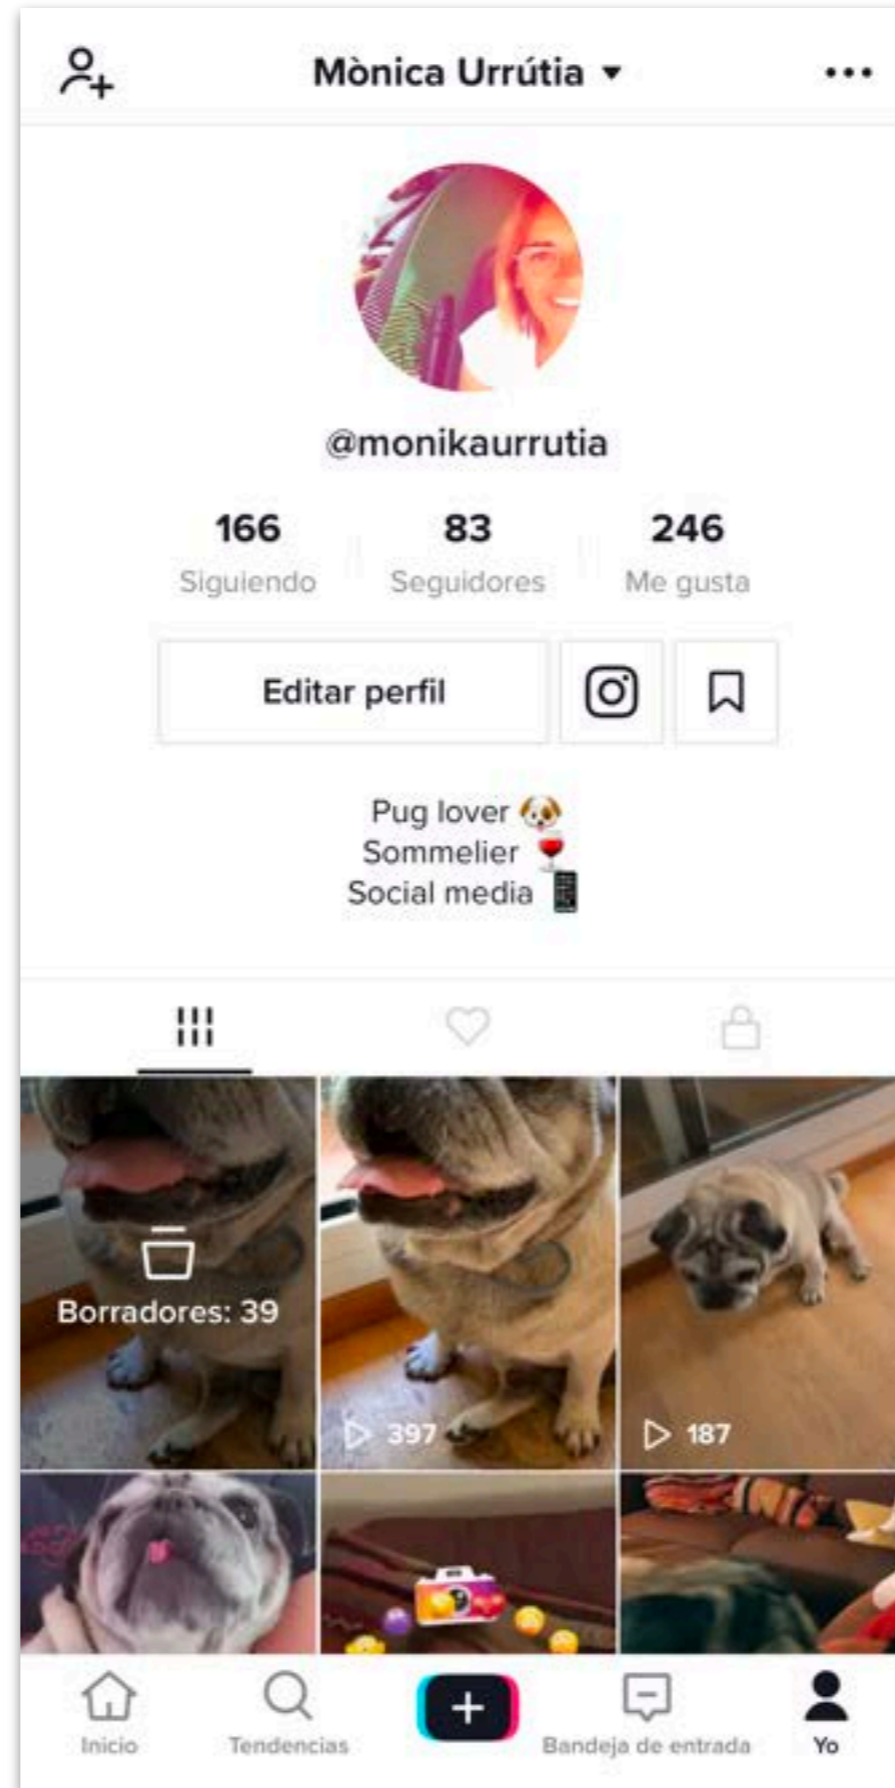 Mònica Urrútia
@monikaurrutia
166 83 246
Siguiendo Seguidores Me gusta
Editar perfil
Pug lover
Sommelier
Social media
Borradores: 39
397
187
Inicio Tendencias Bandeja de entrada Yo